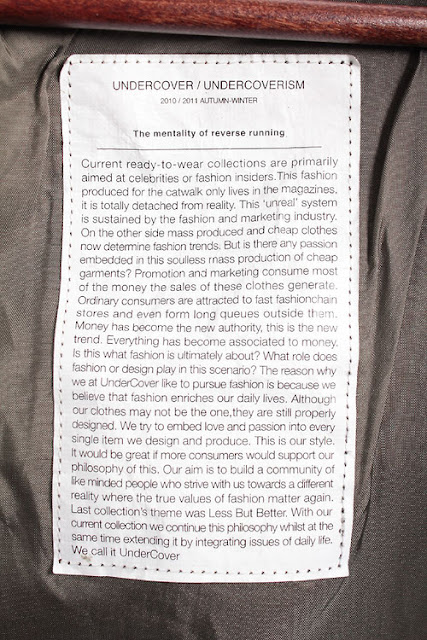 UNDERCOVER / UNDERCOVERISM
2010 / 2011 AUTUMN-WINTER
The mentality of reverse running
Current ready-to-wear collections are primarily
aimed at celebrities or fashion insiders.This fashion
produced for the catwalk only lives in the magazines,
it is totally detached from reality. This 'unreal' system
is sustained by the fashion and marketing industry.
On the other side mass produced and cheap clothes
now determine fashion trends. But is there any passion
embedded in this soulless mass production of cheap
garments? Promotion and marketing consume most
of the money the sales of these clothes generate.
Ordinary consumers are attracted to fast fashionchain
stores and even form long queues outside them.
Money has become the new authority, this is the new
trend. Everything has become associated to money.
Is this what fashion is ultimately about? What role does
fashion or design play in this scenario? The reason why
we at UnderCover like to pursue fashion is because we
believe that fashion enriches our daily lives. Although
our clothes may not be the one,they are still properly
designed. We try to embed love and passion into every
single item we design and produce. This is our style.
It would be great if more consumers would support our
philosophy of this. Our aim is to build a community of
like minded people who strive with us towards a different
reality where the true values of fashion matter again.
Last collection's theme was Less But Better. With our
current collection we continue this philosophy whilst at the
same time extending it by integrating issues of daily life.
We call it UnderCover